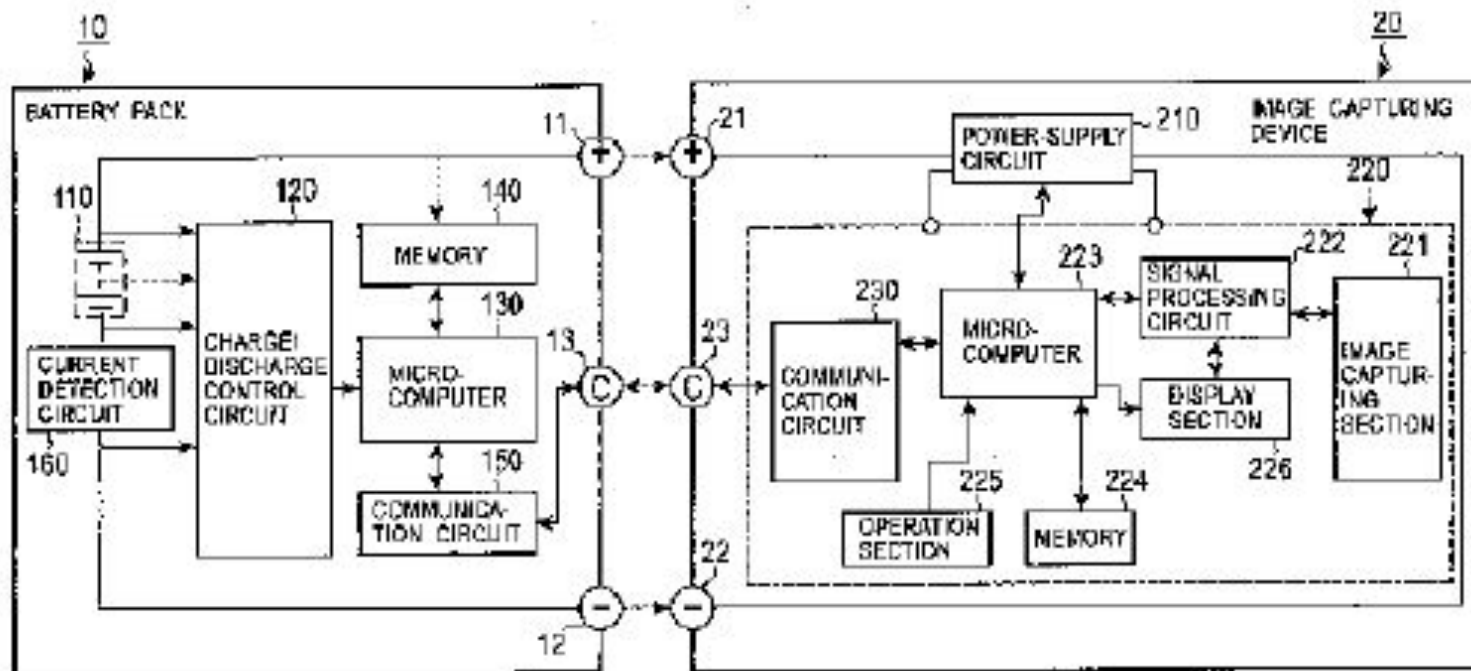 10
20
BATTERY PACK
11
21
POWER-SUPPLY
CIRCUIT
210
IMAGE CAPTURING
DEVICE
+
+
110
120
140
220
MEMORY
223
SIGNAL
PROCESSING
CIRCUIT
222
221
130
13
23
230
CHARGE/
DISCHARGE
CONTROL
CIRCUIT
CURRENT
DETECTION
CIRCUIT
MICRO-
COMPUTER
C
C
COMMUNI-
CATION
CIRCUIT
MICRO-
COMPUTER
IMAGE
CAPTUR-
ING
SECTION
DISPLAY
SECTION
160
150
226
COMMUNICA-
TION CIRCUIT
225
224
OPERATION
SECTION
MEMORY
22
−
−
12